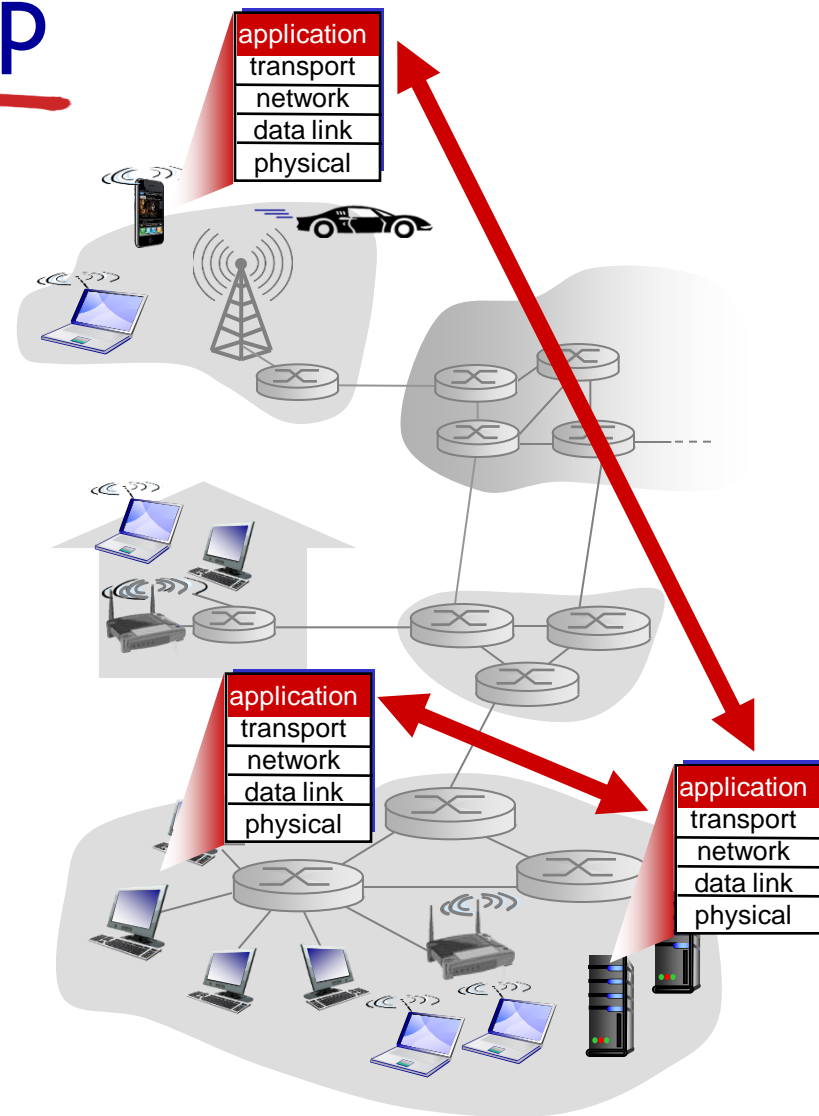 p
application
transport
network
data link
physical
application
transport
network
data link
physical
application
transport
network
data link
physical